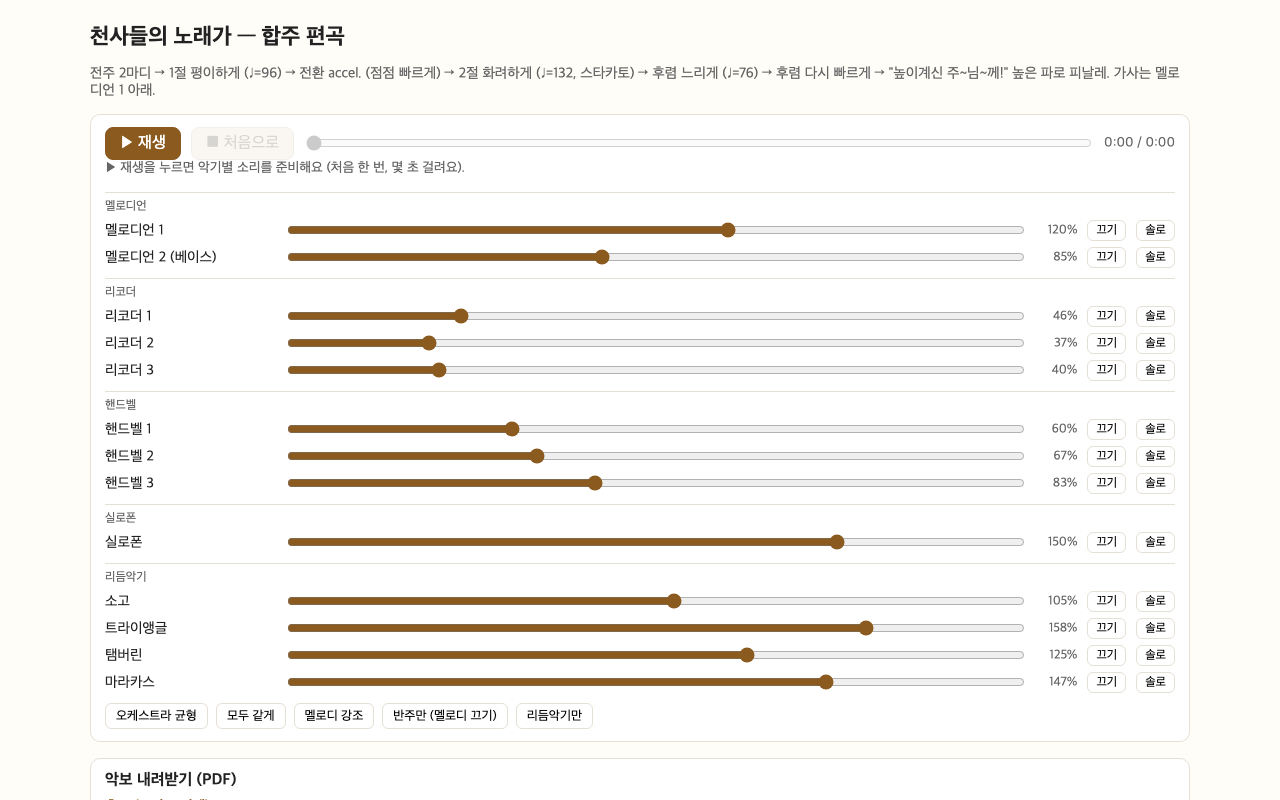 천사들의 노래가 — 합주 편곡
전주 2마디 → 1절 평이하게 (♩=96) → 전환 accel. (점점 빠르게) → 2절 화려하게 (♩=132, 스타카토) → 후렴 느리게 (♩=76) → 후렴 다시 빠르게 → "높이계신 주~님~께!" 높은 파로 피날레. 가사는 멜로
디언 1 아래.
▶ 재생 ■ 처음으로 0:00 / 0:00
▶ 재생을 누르면 악기별 소리를 준비해요 (처음 한 번, 몇 초 걸려요).
멜로디언
멜로디언 1 120% 끄기 솔로
멜로디언 2 (베이스) 85% 끄기 솔로
리코더
리코더 1 46% 끄기 솔로
리코더 2 37% 끄기 솔로
리코더 3 40% 끄기 솔로
핸드벨
핸드벨 1 60% 끄기 솔로
핸드벨 2 67% 끄기 솔로
핸드벨 3 83% 끄기 솔로
실로폰
실로폰 150% 끄기 솔로
리듬악기
소고 105% 끄기 솔로
트라이앵글 158% 끄기 솔로
탬버린 125% 끄기 솔로
마라카스 147% 끄기 솔로
오케스트라 균형 모두 같게 멜로디 강조 반주만 (멜로디 끄기) 리듬악기만
악보 내려받기 (PDF)